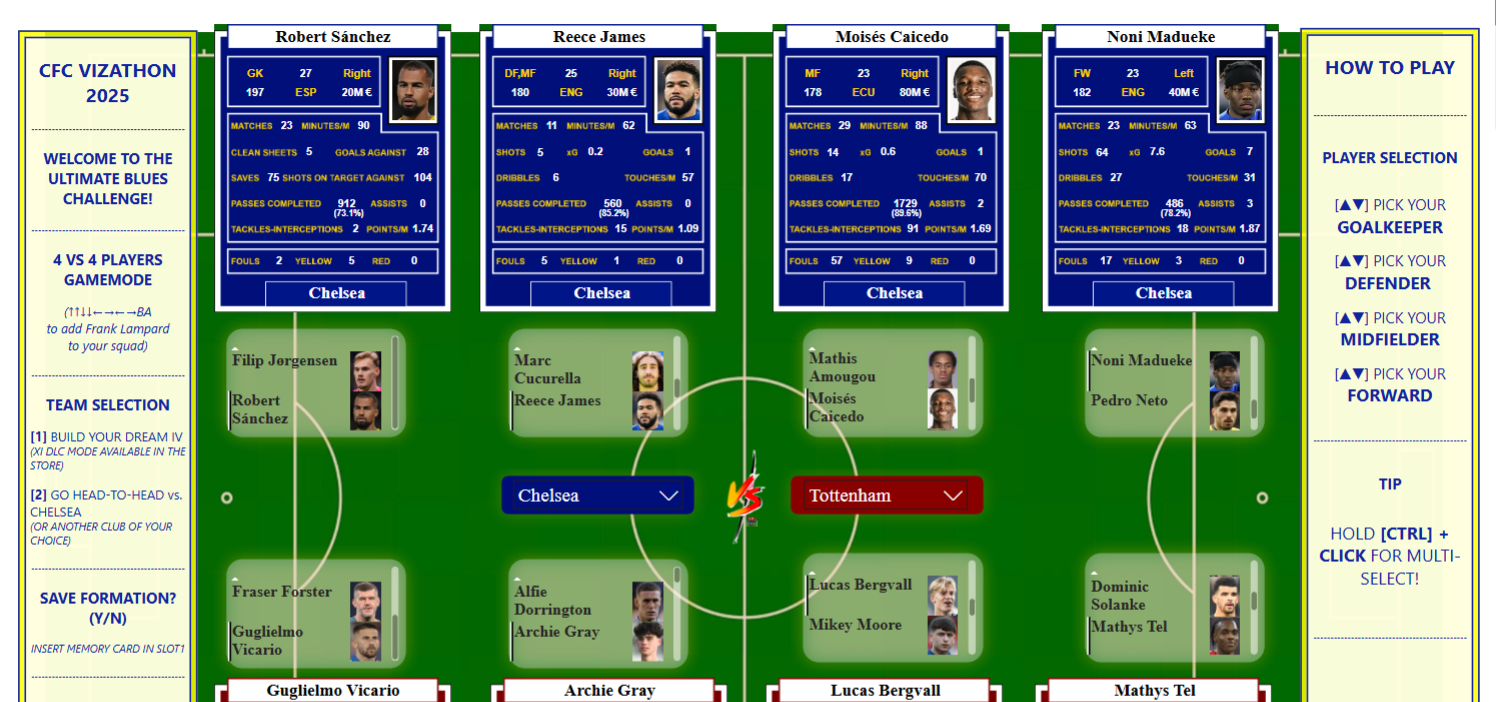 CFC VIZATHON
2025
WELCOME TO THE
ULTIMATE BLUES
CHALLENGE!
4 VS 4 PLAYERS
GAMEMODE
(↑↑↓↓←→←→BA
to add Frank Lampard
to your squad)
TEAM SELECTION
[1] BUILD YOUR DREAM IV
(XI DLC MODE AVAILABLE IN THE
STORE)
[2] GO HEAD-TO-HEAD vs.
CHELSEA
(OR ANOTHER CLUB OF YOUR
CHOICE)
SAVE FORMATION?
(Y/N)
INSERT MEMORY CARD IN SLOT1
Robert Sánchez
GK 27 Right
197 ESP 20M €
MATCHES 23 MINUTES/M 90
CLEAN SHEETS 5 GOALS AGAINST 28
SAVES 75 SHOTS ON TARGET AGAINST 104
PASSES COMPLETED 912 ASSISTS 0
(73.1%)
TACKLES-INTERCEPTIONS 2 POINTS/M 1.74
FOULS 2 YELLOW 5 RED 0
Chelsea
Reece James
DF,MF 25 Right
180 ENG 30M €
MATCHES 11 MINUTES/M 62
SHOTS 5 xG 0.2 GOALS 1
DRIBBLES 6 TOUCHES/M 57
PASSES COMPLETED 560 ASSISTS 0
(85.2%)
TACKLES-INTERCEPTIONS 15 POINTS/M 1.09
FOULS 5 YELLOW 1 RED 0
Chelsea
Moisés Caicedo
MF 23 Right
178 ECU 80M €
MATCHES 29 MINUTES/M 88
SHOTS 14 xG 0.6 GOALS 1
DRIBBLES 17 TOUCHES/M 70
PASSES COMPLETED 1729 ASSISTS 2
(89.6%)
TACKLES-INTERCEPTIONS 91 POINTS/M 1.69
FOULS 57 YELLOW 9 RED 0
Chelsea
Noni Madueke
FW 23 Left
182 ENG 40M €
MATCHES 23 MINUTES/M 63
SHOTS 64 xG 7.6 GOALS 7
DRIBBLES 27 TOUCHES/M 31
PASSES COMPLETED 486 ASSISTS 3
(78.2%)
TACKLES-INTERCEPTIONS 18 POINTS/M 1.87
FOULS 17 YELLOW 3 RED 0
Chelsea
Filip Jørgensen
Robert
Sánchez
Marc
Cucurella
Reece James
Mathis
Amougou
Moisés
Caicedo
Noni Madueke
Pedro Neto
Chelsea
VS
Tottenham
Fraser Forster
Guglielmo
Vicario
Alfie
Dorrington
Archie Gray
Lucas Bergvall
Mikey Moore
Dominic
Solanke
Mathys Tel
Guglielmo Vicario
Archie Gray
Lucas Bergvall
Mathys Tel
HOW TO PLAY
PLAYER SELECTION
[▲▼] PICK YOUR
GOALKEEPER
[▲▼] PICK YOUR
DEFENDER
[▲▼] PICK YOUR
MIDFIELDER
[▲▼] PICK YOUR
FORWARD
TIP
HOLD [CTRL] +
CLICK FOR MULTI-
SELECT!